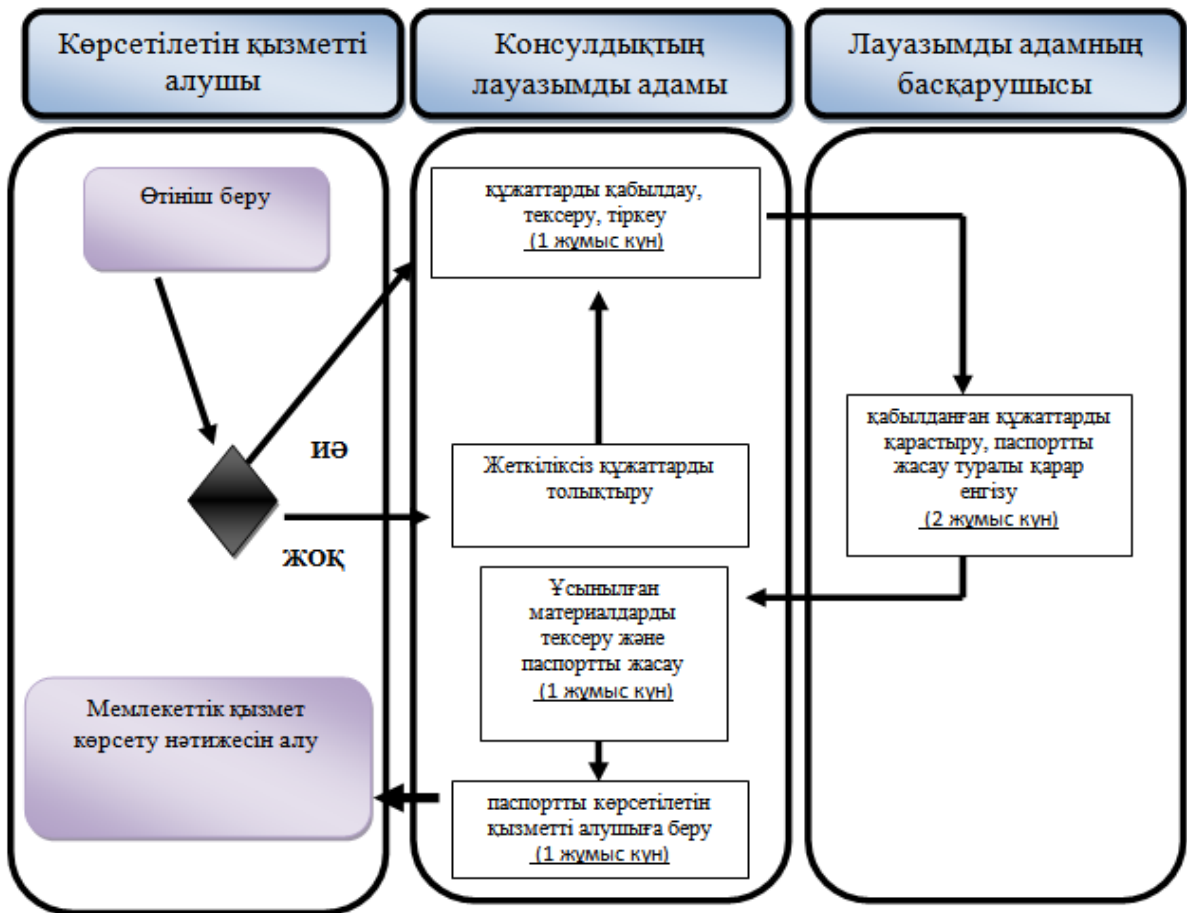 Көрсетілетін қызметті
алушы
Консулдықтың
лауазымды адамы
Лауазымды адамның
басқарушысы
Өтініш беру
құжаттарды қабылдау,
тексеру, тіркеу
(1 жұмыс күн)
қабылданған құжаттарды
қарастыру, паспортты
жасау туралы қарар
енгізу
(2 жұмыс күн)
ИӘ
Жеткіліксіз құжаттарды
толықтыру
ЖОҚ
Ұсынылған
материалдарды
тексеру және
паспортты жасау
(1 жұмыс күн)
Мемлекеттік қызмет
көрсету нәтижесін алу
паспортты көрсетілетін
қызметті алушыға беру
(1 жұмыс күн)